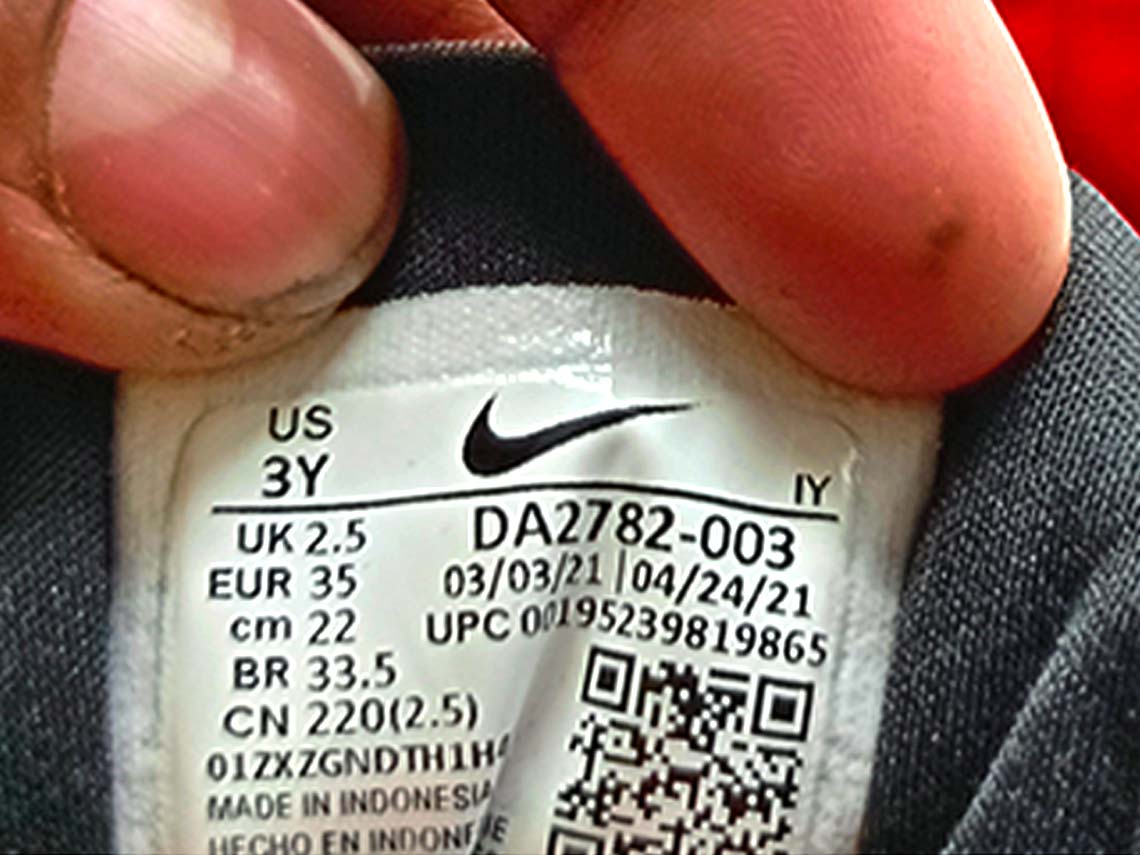 US
3Y
IY
UK 2.5
EUR 35
cm 22
BR 33.5
CN 220(2.5)
DA2782-003
03/03/21 | 04/24/21
UPC 00195239819865
01ZXZGNDTH1H
MADE IN INDONESIA
HECHO EN